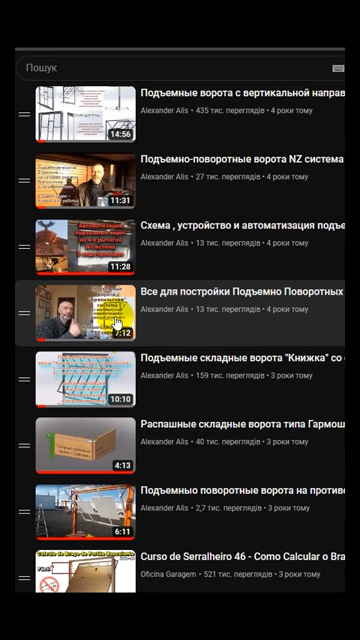 Пошук
Подъемные ворота с вертикальной направ
Alexander Alis • 435 тис. переглядів • 4 роки тому
14:56
Подъемно-поворотные ворота NZ система
Alexander Alis • 27 тис. переглядів • 4 роки тому
11:31
Схема , устройство и автоматизация подъе
Alexander Alis • 13 тис. переглядів • 4 роки тому
11:28
Все для постройки Подъемно Поворотных
Alexander Alis • 13 тис. переглядів • 4 роки тому
7:12
Подъемные складные ворота "Книжка" со
Alexander Alis • 159 тис. переглядів • 3 роки тому
10:10
Распашные складные ворота типа Гармош
Alexander Alis • 40 тис. переглядів • 3 роки тому
4:13
Подъемныо поворотные ворота на противо
Alexander Alis • 2,7 тис. переглядів • 3 роки тому
6:11
Curso de Serralheiro 46 - Como Calcular o Bra
Oficina Garagem • 521 тис. переглядів • 3 роки тому